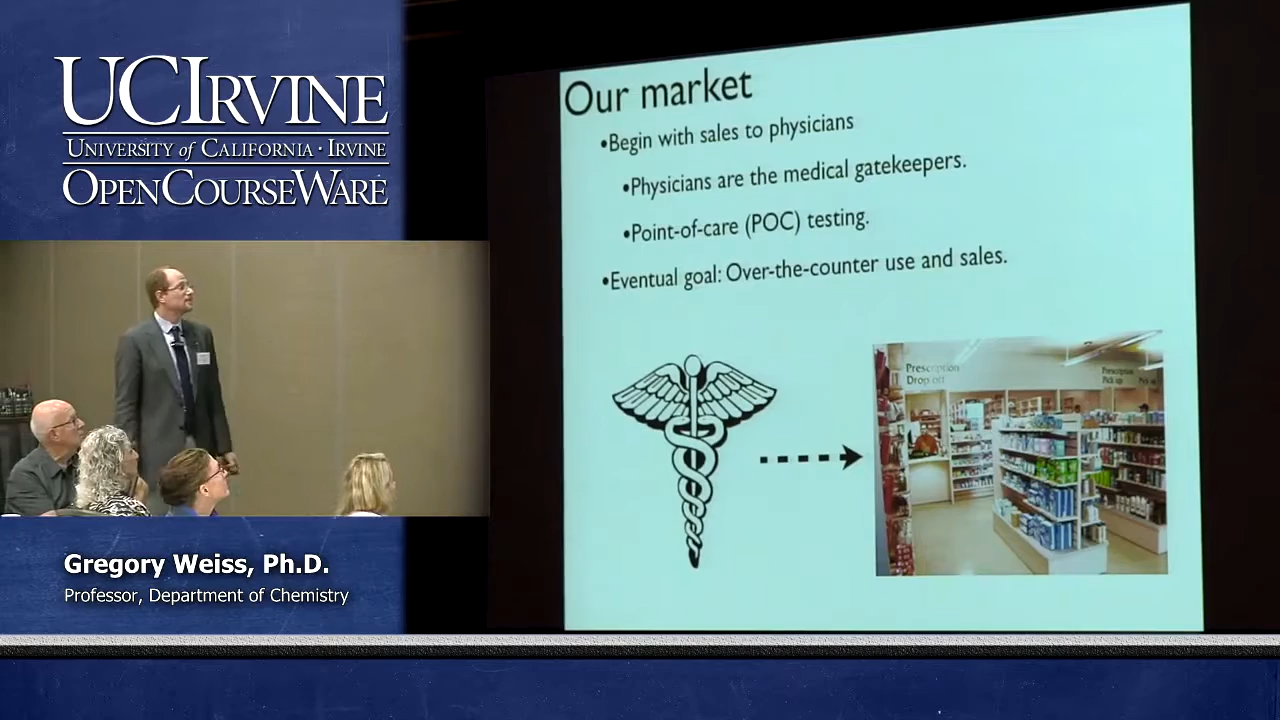 UCIRVINE
UNIVERSITY of CALIFORNIA · IRVINE
OPENCOURSEWARE
Our market
•Begin with sales to physicians
•Physicians are the medical gatekeepers.
•Point-of-care (POC) testing.
•Eventual goal: Over-the-counter use and sales.
Prescription
Drop off
Prescription
Pick up
Gregory Weiss, Ph.D.
Professor, Department of Chemistry